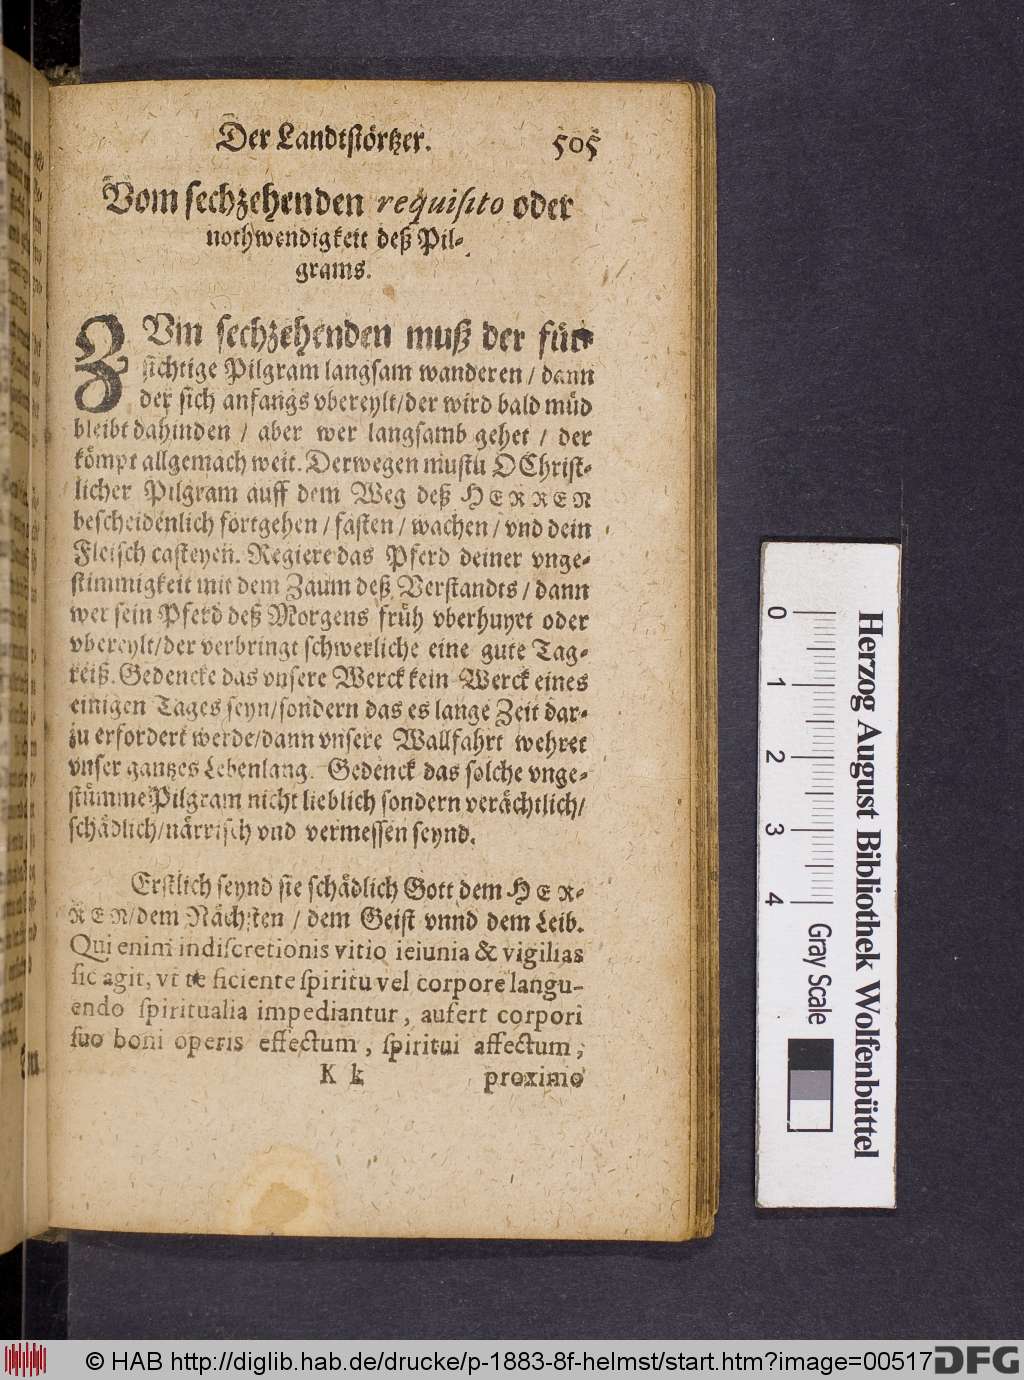 Der Landtſtörtzer. 505
Vom ſechzehenden requiſito oder
nothwendigkeit deß Pil-
grams.
ZVm ſechzehenden muß der für-
ſichtige Pilgram langſam wanderen / dann
der ſich anfangs vbereylt/der wird bald müd
bleibt dahinden / aber wer langſamb gehet / der
kömpt allgemach weit. Derwegen muſtu O Chriſt-
licher Pilgram auff dem Weg deß HERREN
beſcheidenlich fortgehen / faſten / wachen / vnd dein
Fleiſch caſteyen. Regiere das Pferd deiner vnge-
ſtimmigkeit mit dem Zaum deß Verſtandts / dann
wer ſein Pferd deß Morgens früh vberhuyet oder
vbereylt/der verbringt ſchwerliche eine gute Tag-
reiß. Gedencke das vnſere Werck kein Werck eines
einigen Tages ſeyn/ſondern das es lange Zeit dar-
zu erfordert werde/dann vnſere Wallfahrt wehret
vnſer gantzes Lebenlang. Gedenck das ſolche vnge-
ſtümme Pilgram nicht lieblich ſondern verächtlich/
ſchädlich/närriſch vnd vermeſſen ſeynd.
Erſtlich ſeynd ſie ſchädlich Gott dem HER-
REN/dem Nächſten / dem Geiſt vnnd dem Leib.
Qui enim indiſcretionis vitio ieiunia & vigilias
ſic agit, vt te ficiente ſpiritu vel corpore langu-
endo ſpiritualia impediantur, aufert corpori
ſuo boni operis effectum, ſpiritui affectum,
K k proximo
0 1 2 3 4
Gray Scale
Herzog August Bibliothek Wolfenbüttel
© HAB http://diglib.hab.de/drucke/p-1883-8f-helmst/start.htm?image=00517
DFG